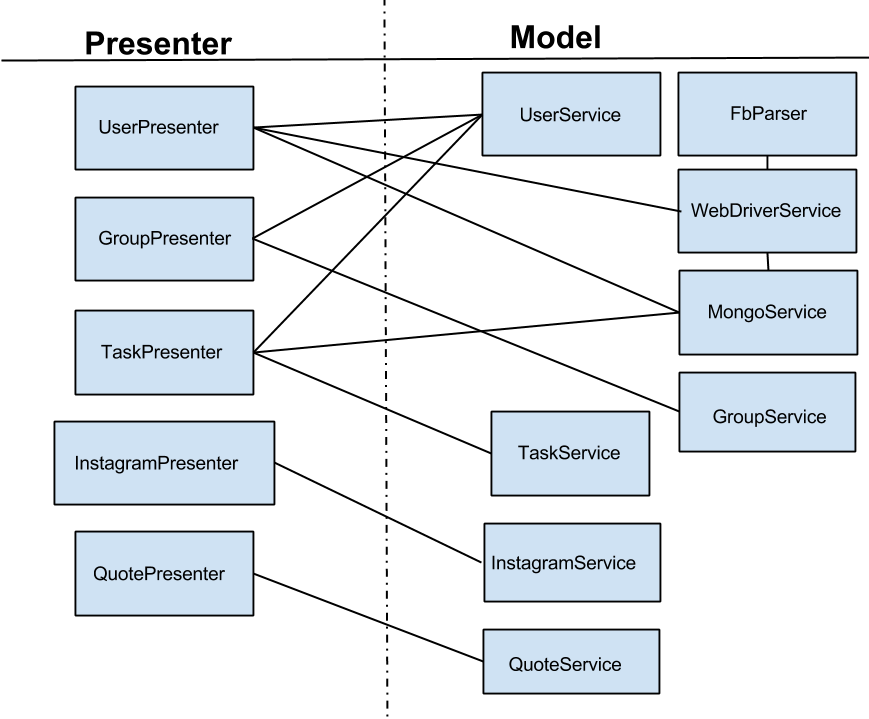 Presenter
Model
UserPresenter
GroupPresenter
TaskPresenter
InstagramPresenter
QuotePresenter
UserService
FbParser
WebDriverService
MongoService
GroupService
TaskService
InstagramService
QuoteService